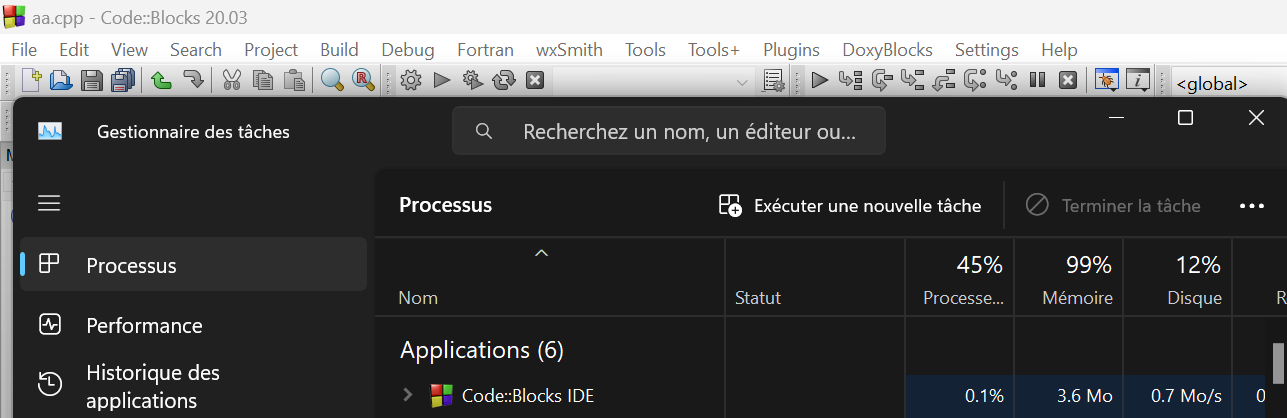 aa.cpp - Code::Blocks 20.03
File Edit View Search Project Build Debug Fortran wxSmith Tools Tools+ Plugins DoxyBlocks Settings Help
<global>
Gestionnaire des tâches
Recherchez un nom, un éditeur ou...
Processus
Exécuter une nouvelle tâche
Terminer la tâche
Processus
Performance
Historique des
applications
45% 99% 12%
Nom Statut Processe... Mémoire Disque R
Applications (6)
Code::Blocks IDE 0.1% 3.6 Mo 0.7 Mo/s 0